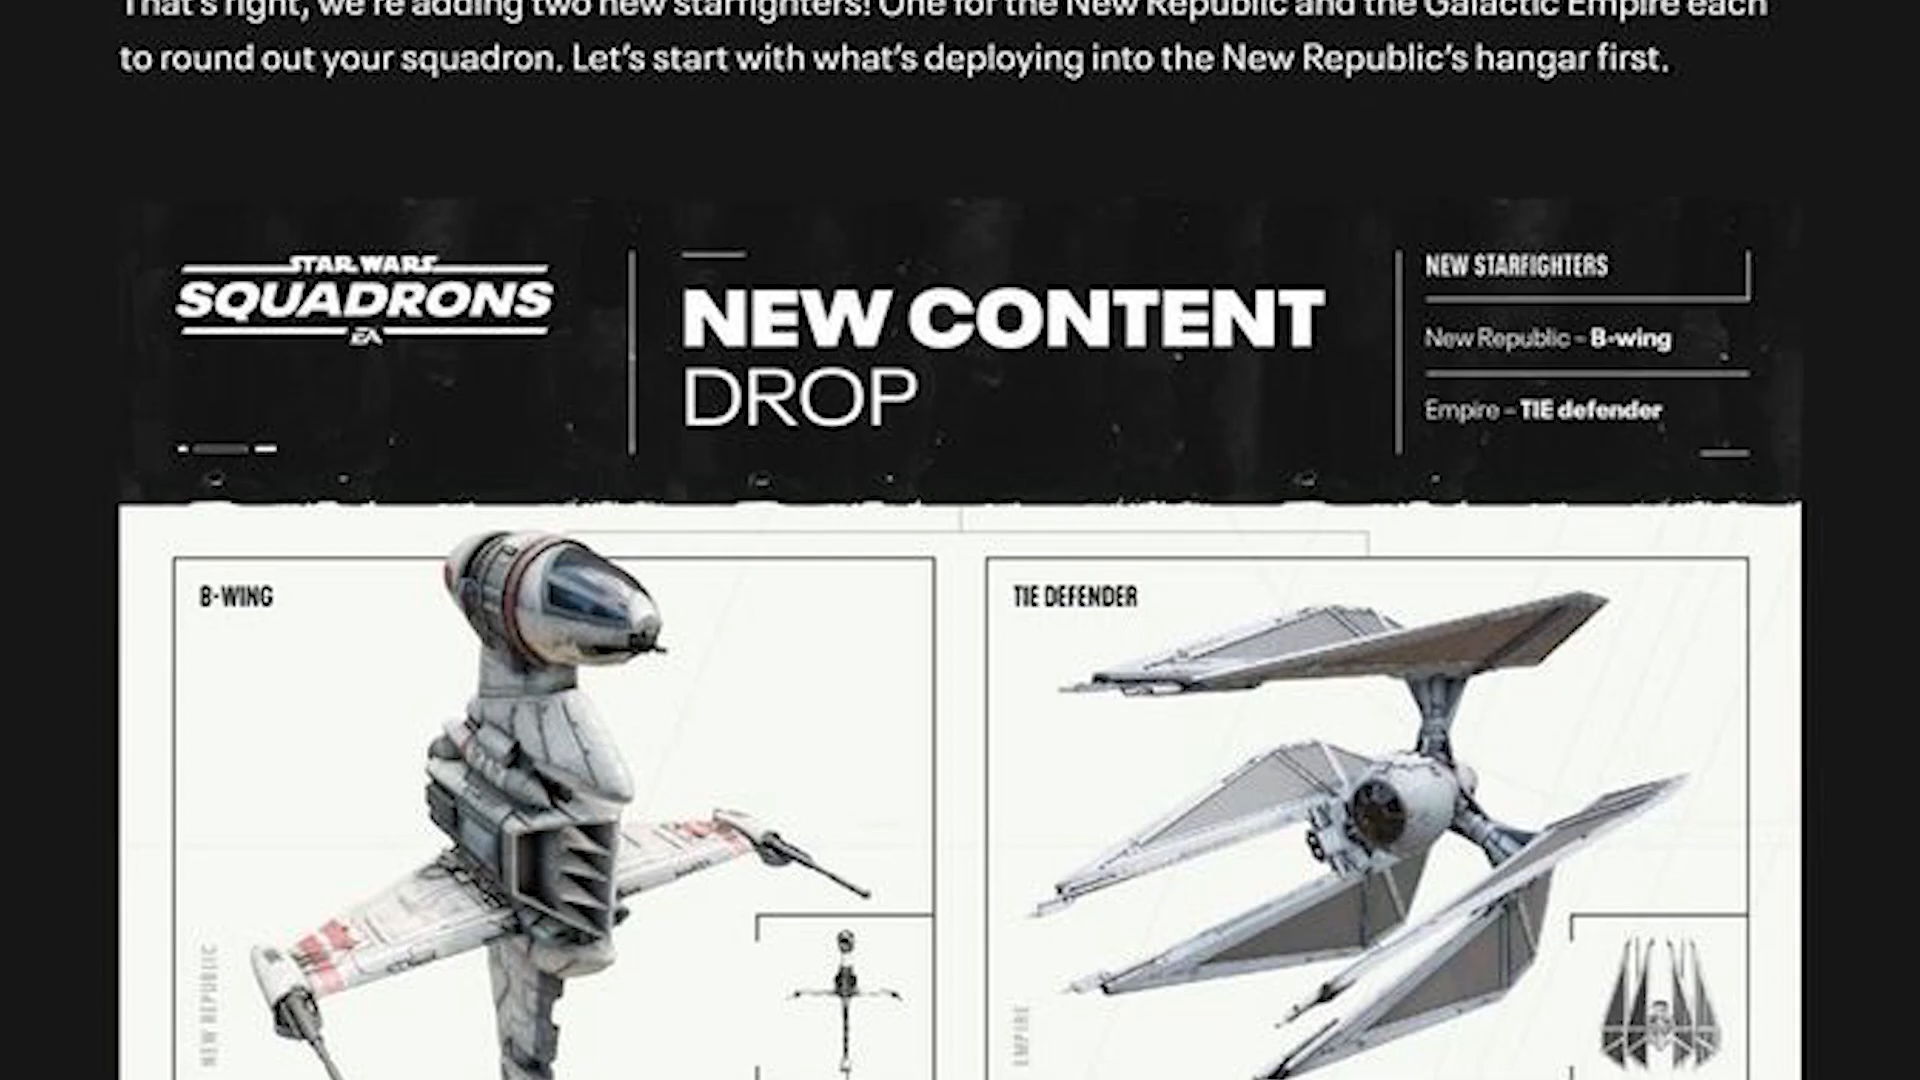 That's right, we're adding two new starfighters! One for the New Republic and the Galactic Empire each
to round out your squadron. Let's start with what's deploying into the New Republic's hangar first.
STAR WARS
SQUADRONS
EA
NEW CONTENT
DROP
NEW STARFIGHTERS
New Republic - B-wing
Empire - TIE defender
B-WING
TIE DEFENDER
NEW REPUBLIC
EMPIRE